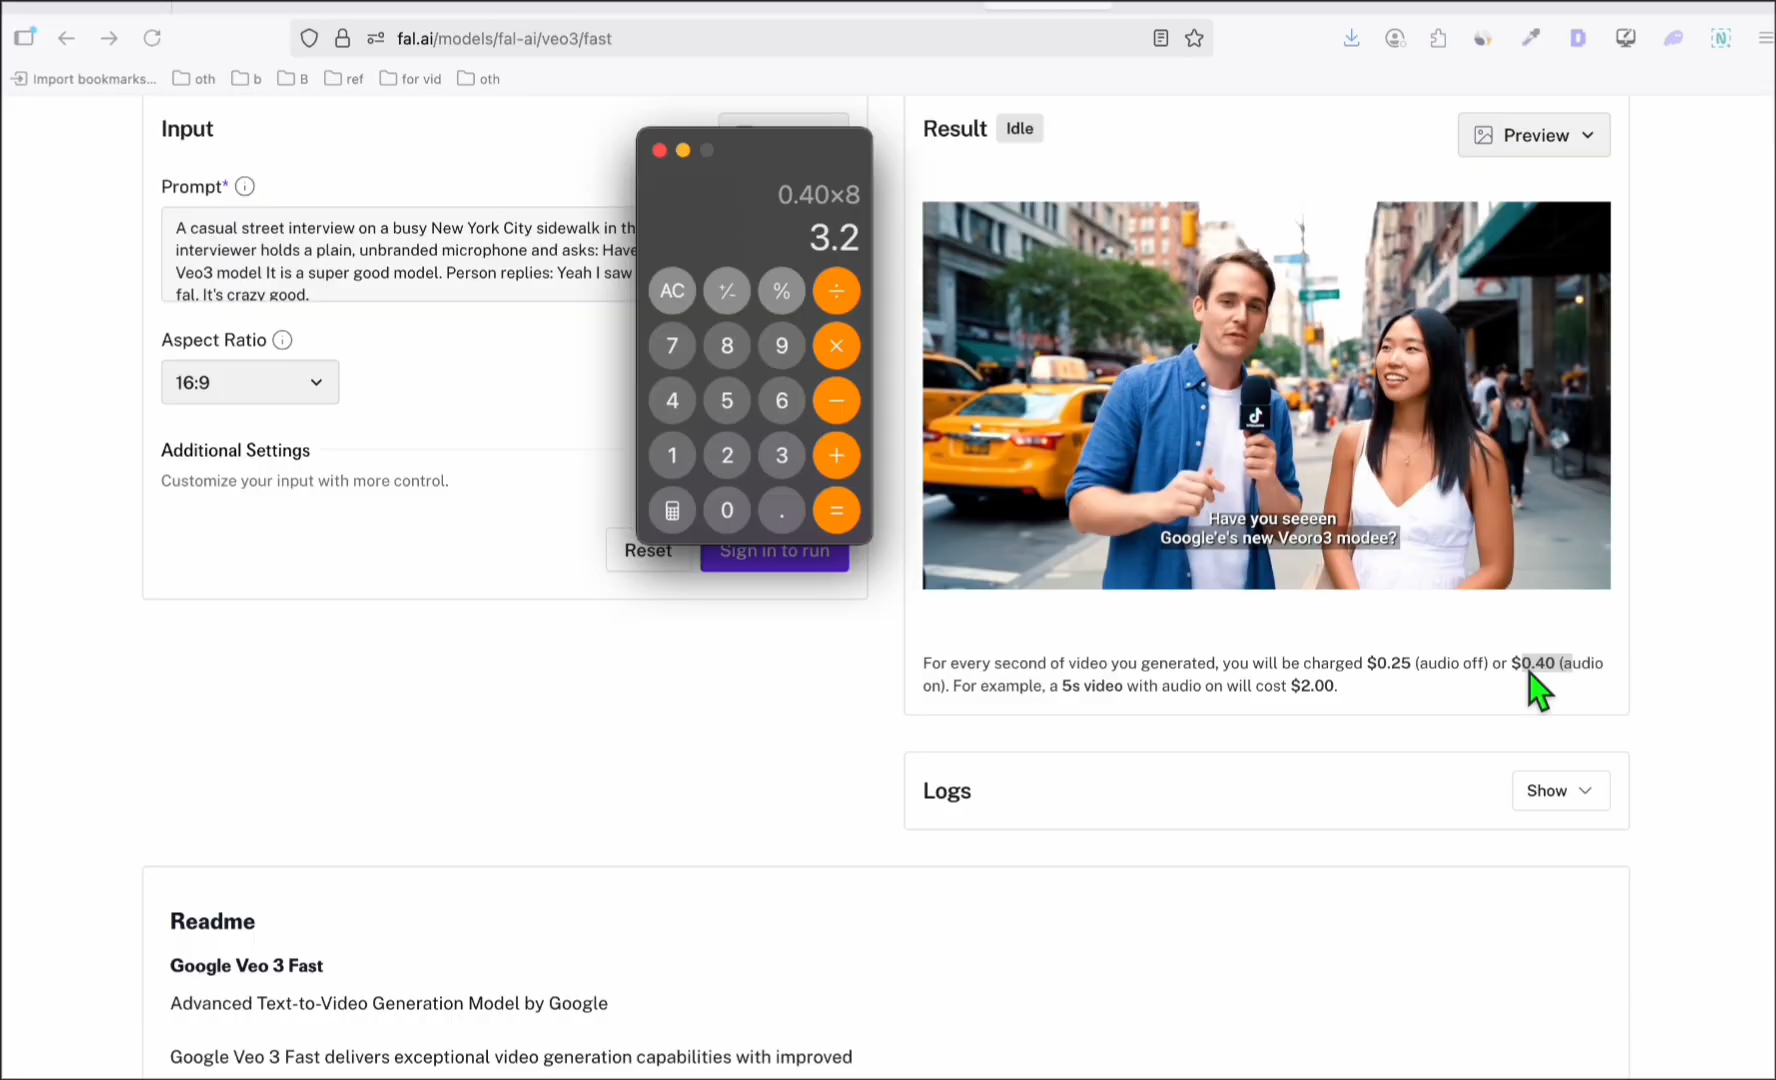 fal.ai/models/fal-ai/veo3/fast
Import bookmarks...
oth
b
B
ref
for vid
oth
Input
Prompt*
A casual street interview on a busy New York City sidewalk in th
interviewer holds a plain, unbranded microphone and asks: Have
Veo3 model It is a super good model. Person replies: Yeah I saw
fal. It's crazy good.
Aspect Ratio
16:9
Additional Settings
Customize your input with more control.
Reset
Sign in to run
0.40×8
3.2
AC
+/-
%
÷
7
8
9
×
4
5
6
−
1
2
3
+
0
.
=
Result
Idle
Preview
Have you seeeen
Google'e's new Veoro3 modee?
For every second of video you generated, you will be charged $0.25 (audio off) or $0.40 (audio
on). For example, a 5s video with audio on will cost $2.00.
Logs
Show
Readme
Google Veo 3 Fast
Advanced Text-to-Video Generation Model by Google
Google Veo 3 Fast delivers exceptional video generation capabilities with improved